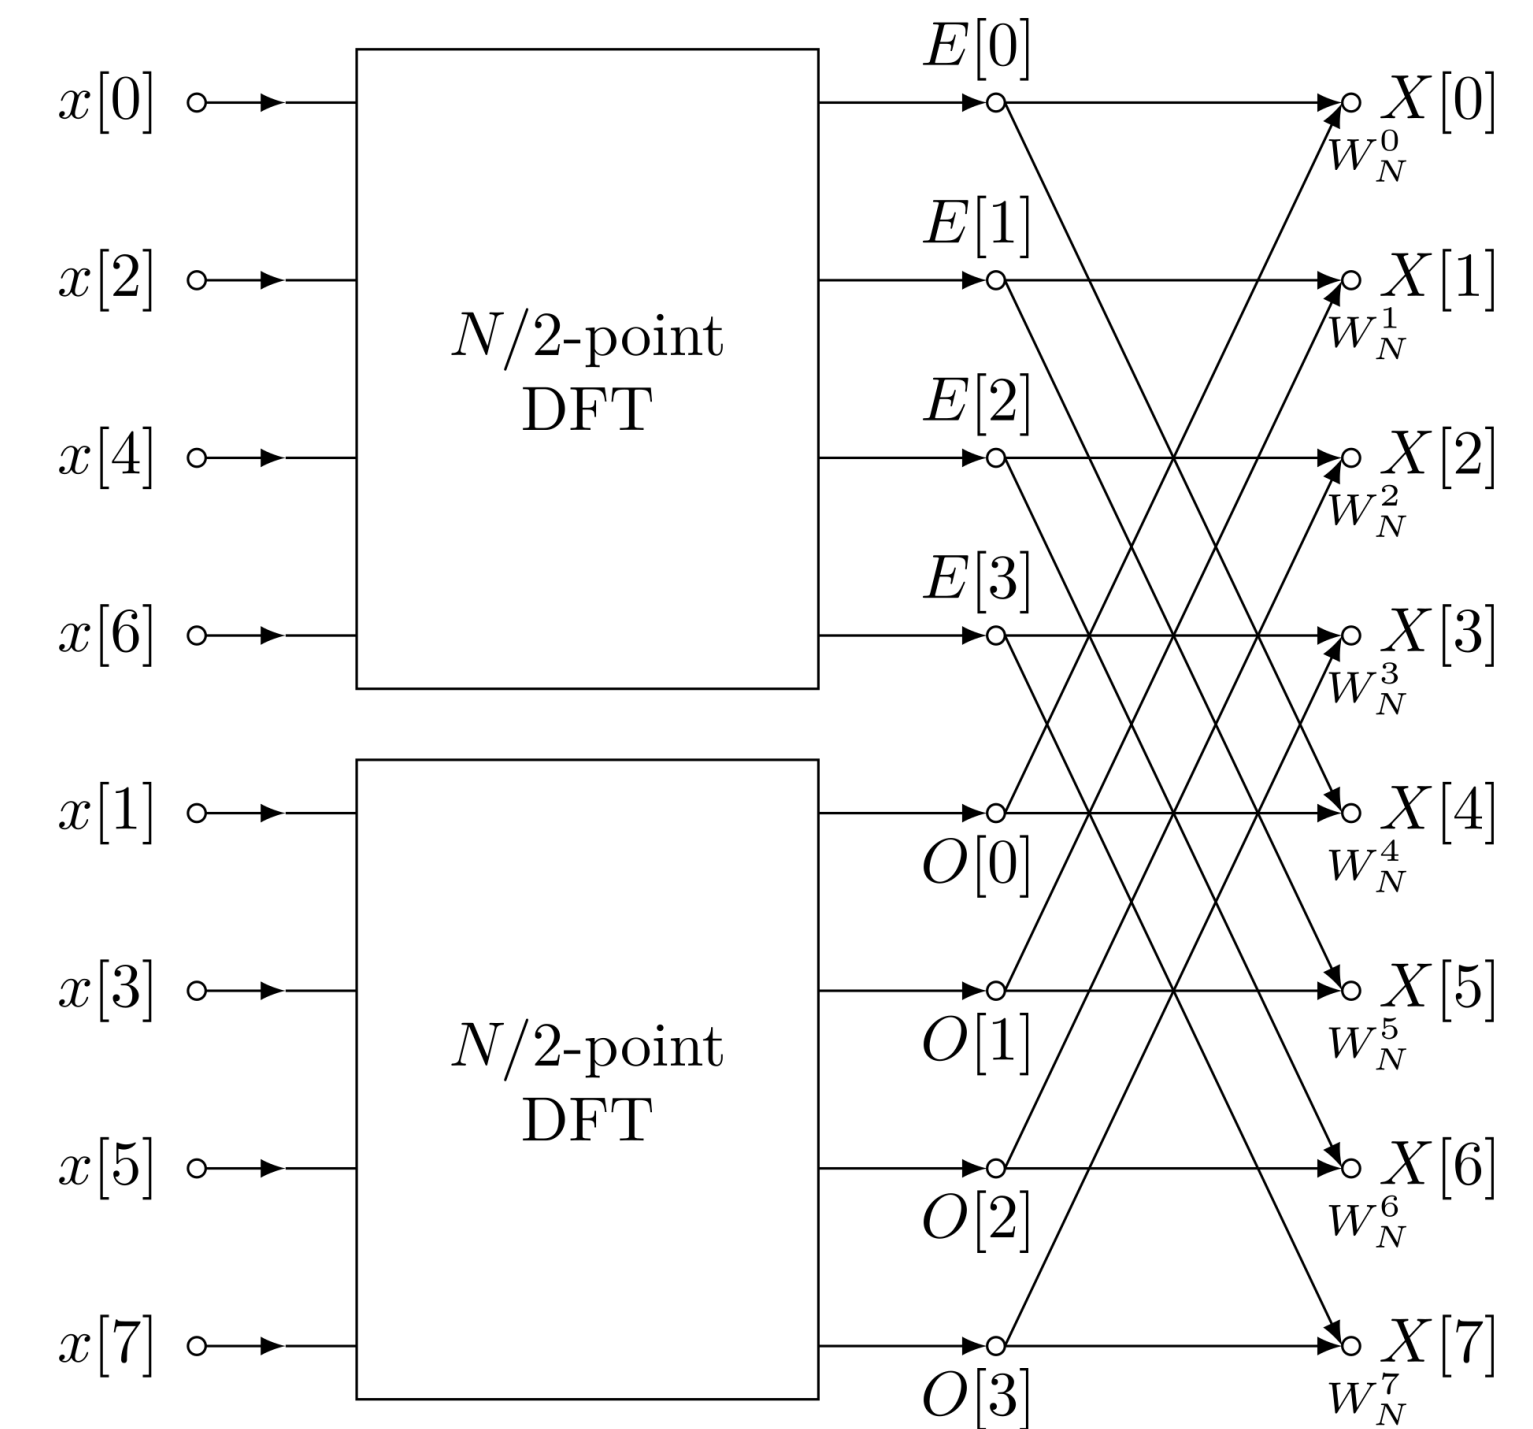 E[0]
x[0]
X[0]
W_N^0
E[1]
x[2]
X[1]
W_N^1
N/2-point
DFT
E[2]
x[4]
X[2]
W_N^2
E[3]
x[6]
X[3]
W_N^3
x[1]
X[4]
O[0]
W_N^4
x[3]
X[5]
O[1]
W_N^5
N/2-point
DFT
x[5]
X[6]
O[2]
W_N^6
x[7]
X[7]
O[3]
W_N^7